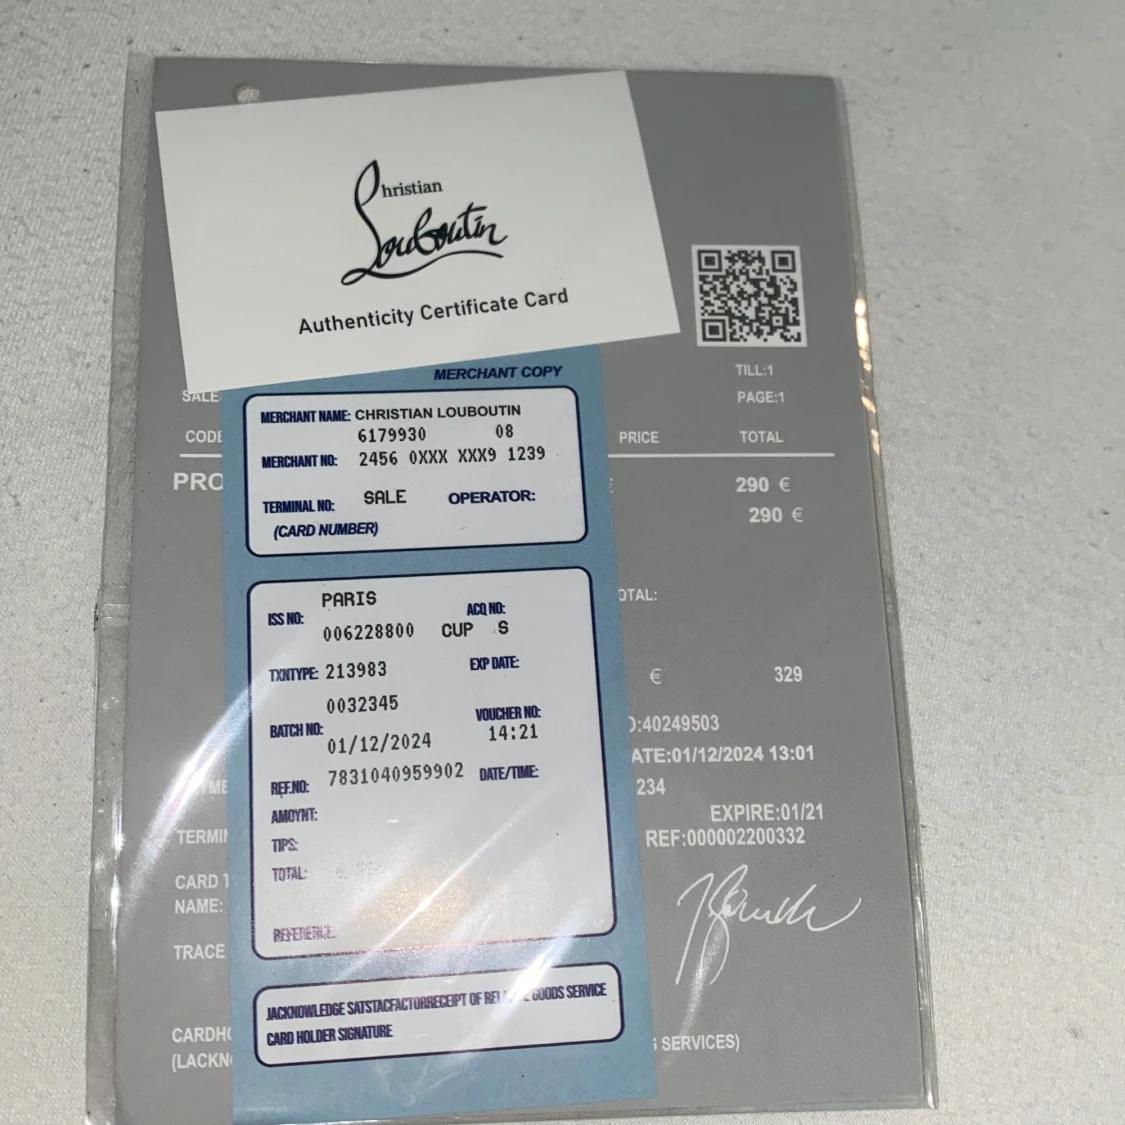 Christian
Louboutin
Authenticity Certificate Card
MERCHANT COPY
TILL:1
SALE
PAGE:1
MERCHANT NAME: CHRISTIAN LOUBOUTIN
6179930 08
CODE PRICE TOTAL
MERCHANT NO: 2456 0XXX XXX9 1239
PRO 290 €
TERMINAL NO: SALE OPERATOR:
290 €
(CARD NUMBER)
PARIS
OTAL:
ISS NO: ACQ NO:
006228800 CUP S
TXNTYPE: 213983 EXP DATE:
€ 329
0032345
BATCH NO: VOUCHER NO:
14:21
:40249503
01/12/2024
ATE:01/12/2024 13:01
REF.NO: 7831040959902 DATE/TIME:
YME 234
AMOYNT:
EXPIRE:01/21
TERMI REF:000002200332
TIPS:
TOTAL:
CARD T
NAME:
REFERENCE:
TRACE
JACKNOWLEDGE SATSTACFACTORRECEIPT OF GOODS SERVICE
CARD HOLDER SIGNATURE
CARDHO
(LACKN SERVICES)